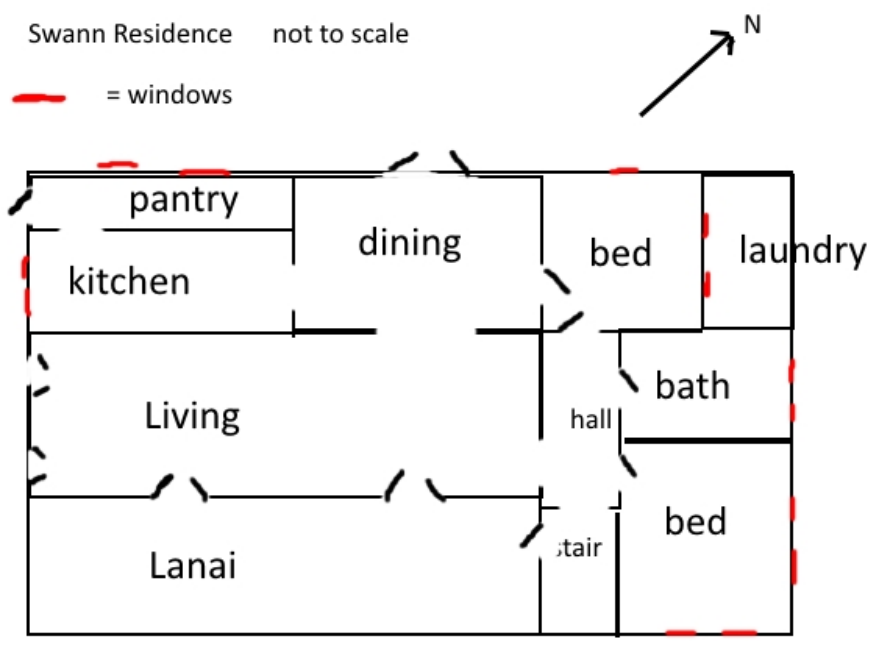 Swann Residence not to scale
N
= windows
pantry
dining
bed
laundry
kitchen
bath
Living
hall
bed
stair
Lanai